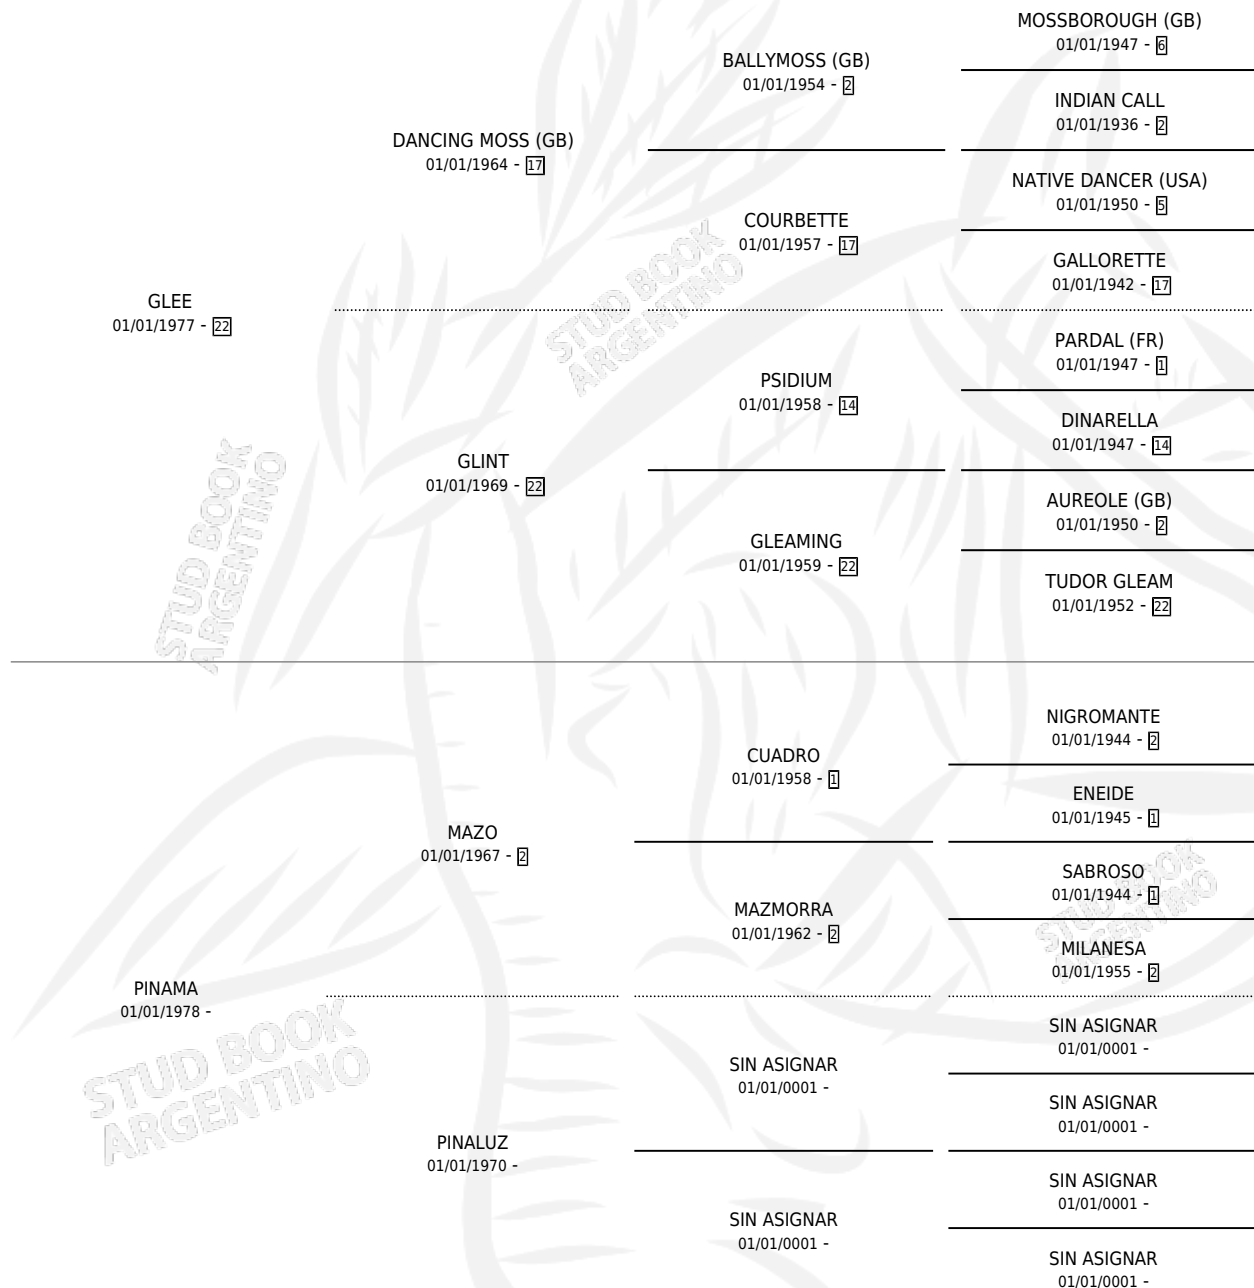 MOSSBOROUGH (GB)
01/01/1947 - 6
BALLYMOSS (GB)
01/01/1954 - 2
INDIAN CALL
01/01/1936 - 2
DANCING MOSS (GB)
01/01/1964 - 17
NATIVE DANCER (USA)
01/01/1950 - 5
COURBETTE
01/01/1957 - 17
GALLORETTE
01/01/1942 - 17
GLEE
01/01/1977 - 22
PARDAL (FR)
01/01/1947 - 1
PSIDIUM
01/01/1958 - 14
DINARELLA
01/01/1947 - 14
GLINT
01/01/1969 - 22
AUREOLE (GB)
01/01/1950 - 2
GLEAMING
01/01/1959 - 22
TUDOR GLEAM
01/01/1952 - 22
NIGROMANTE
01/01/1944 - 2
CUADRO
01/01/1958 - 1
ENEIDE
01/01/1945 - 1
MAZO
01/01/1967 - 2
SABROSO
01/01/1944 - 1
MAZMORRA
01/01/1962 - 2
MILANESA
01/01/1955 - 2
PINAMA
01/01/1978 -
SIN ASIGNAR
01/01/0001 -
SIN ASIGNAR
01/01/0001 -
SIN ASIGNAR
01/01/0001 -
PINALUZ
01/01/1970 -
SIN ASIGNAR
01/01/0001 -
SIN ASIGNAR
01/01/0001 -
SIN ASIGNAR
01/01/0001 -
STUD BOOK
ARGENTINO
STUD BOOK
ARGENTINO
STUD BOOK
ARGENTINO
STUD BOOK
ARGENTINO